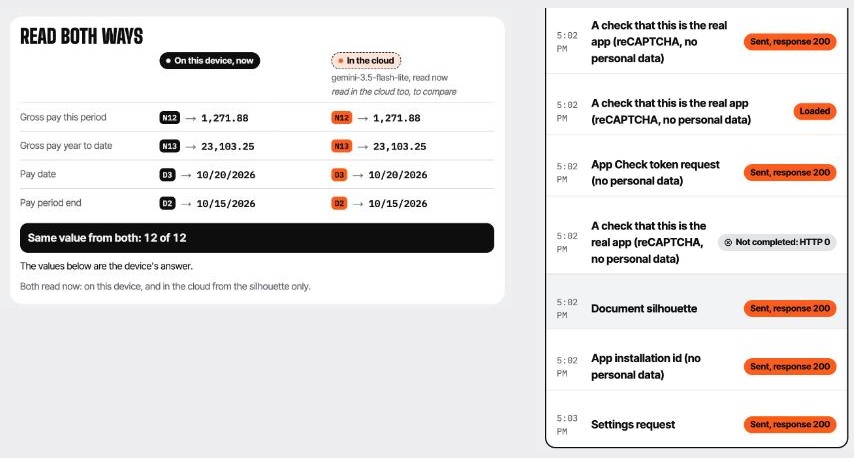 READ BOTH WAYS
On this device, now
In the cloud
gemini-3.5-flash-lite, read now
read in the cloud too, to compare
Gross pay this period N12 → 1,271.88 N12 → 1,271.88
Gross pay year to date N13 → 23,103.25 N13 → 23,103.25
Pay date D3 → 10/20/2026 D3 → 10/20/2026
Pay period end D2 → 10/15/2026 D2 → 10/15/2026
Same value from both: 12 of 12
The values below are the device's answer.
Both read now: on this device, and in the cloud from the silhouette only.
5:02 PM
A check that this is the real
app (reCAPTCHA, no
personal data)
Sent, response 200
5:02 PM
A check that this is the real app
(reCAPTCHA, no personal data)
Loaded
5:02 PM
App Check token request
(no personal data)
Sent, response 200
5:02 PM
A check that this is the
real app (reCAPTCHA,
no personal data)
Not completed: HTTP 0
5:02 PM
Document silhouette
Sent, response 200
5:02 PM
App installation id (no
personal data)
Sent, response 200
5:03 PM
Settings request
Sent, response 200